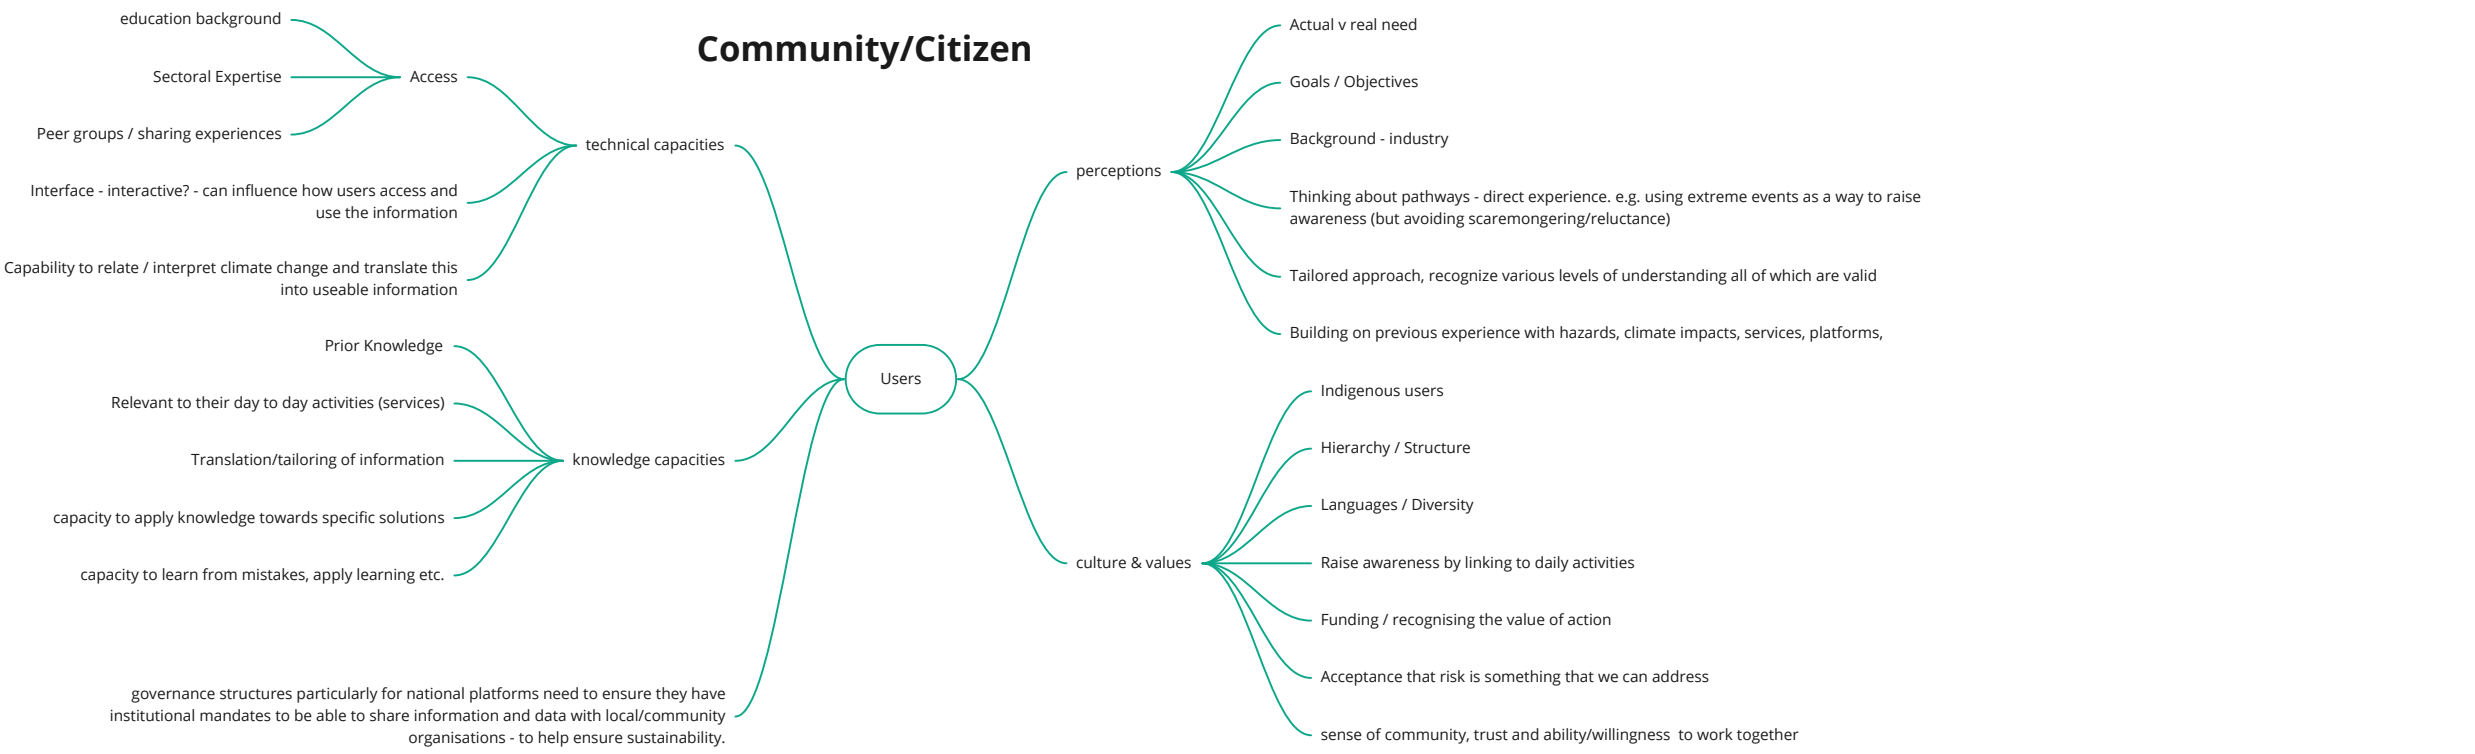 Community/Citizen
education background
Sectoral Expertise
Peer groups / sharing experiences
Access
technical capacities
Interface - interactive? - can influence how users access and
use the information
Capability to relate / interpret climate change and translate this
into useable information
Prior Knowledge
Relevant to their day to day activities (services)
Translation/tailoring of information
capacity to apply knowledge towards specific solutions
capacity to learn from mistakes, apply learning etc.
knowledge capacities
governance structures particularly for national platforms need to ensure they have
institutional mandates to be able to share information and data with local/community
organisations - to help ensure sustainability.
Users
perceptions
Actual v real need
Goals / Objectives
Background - industry
Thinking about pathways - direct experience. e.g. using extreme events as a way to raise
awareness (but avoiding scaremongering/reluctance)
Tailored approach, recognize various levels of understanding all of which are valid
Building on previous experience with hazards, climate impacts, services, platforms,
culture & values
Indigenous users
Hierarchy / Structure
Languages / Diversity
Raise awareness by linking to daily activities
Funding / recognising the value of action
Acceptance that risk is something that we can address
sense of community, trust and ability/willingness  to work together